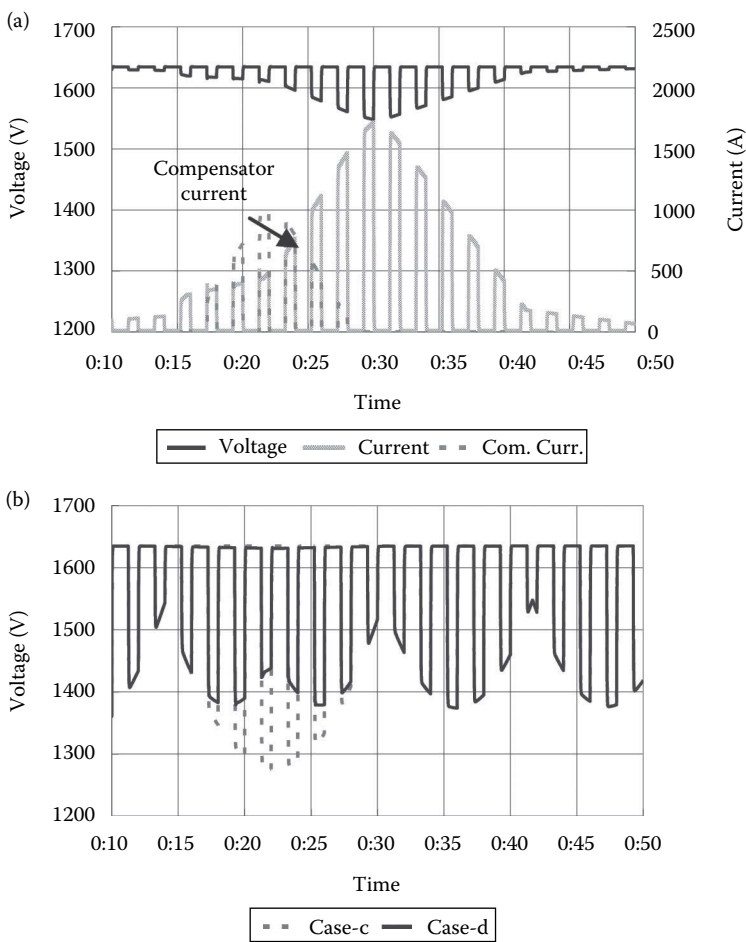 (a)
1700
1600
1500
1400
1300
1200
Voltage (V)
2500
2000
1500
1000
500
0
Current (A)
Compensator
current
0:10 0:15 0:20 0:25 0:30 0:35 0:40 0:45 0:50
Time
Voltage Current Com. Curr.
(b)
1700
1600
1500
1400
1300
1200
Voltage (V)
0:10 0:15 0:20 0:25 0:30 0:35 0:40 0:45 0:50
Time
Case-c Case-d